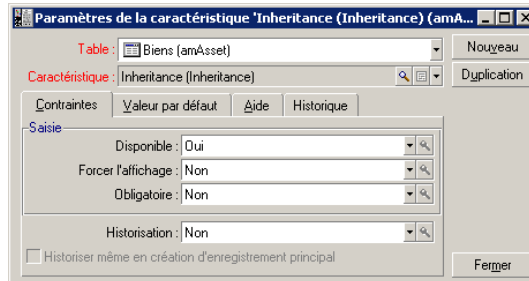 Paramètres de la caractéristique 'Inheritance (Inheritance) (amA...
Table : Biens (amAsset)
Nouveau
Caractéristique : Inheritance (Inheritance)
Duplication
Contraintes Valeur par défaut Aide Historique
Saisie
Disponible : Oui
Forcer l'affichage : Non
Obligatoire : Non
Historisation : Non
Historiser même en création d'enregistrement principal
Fermer